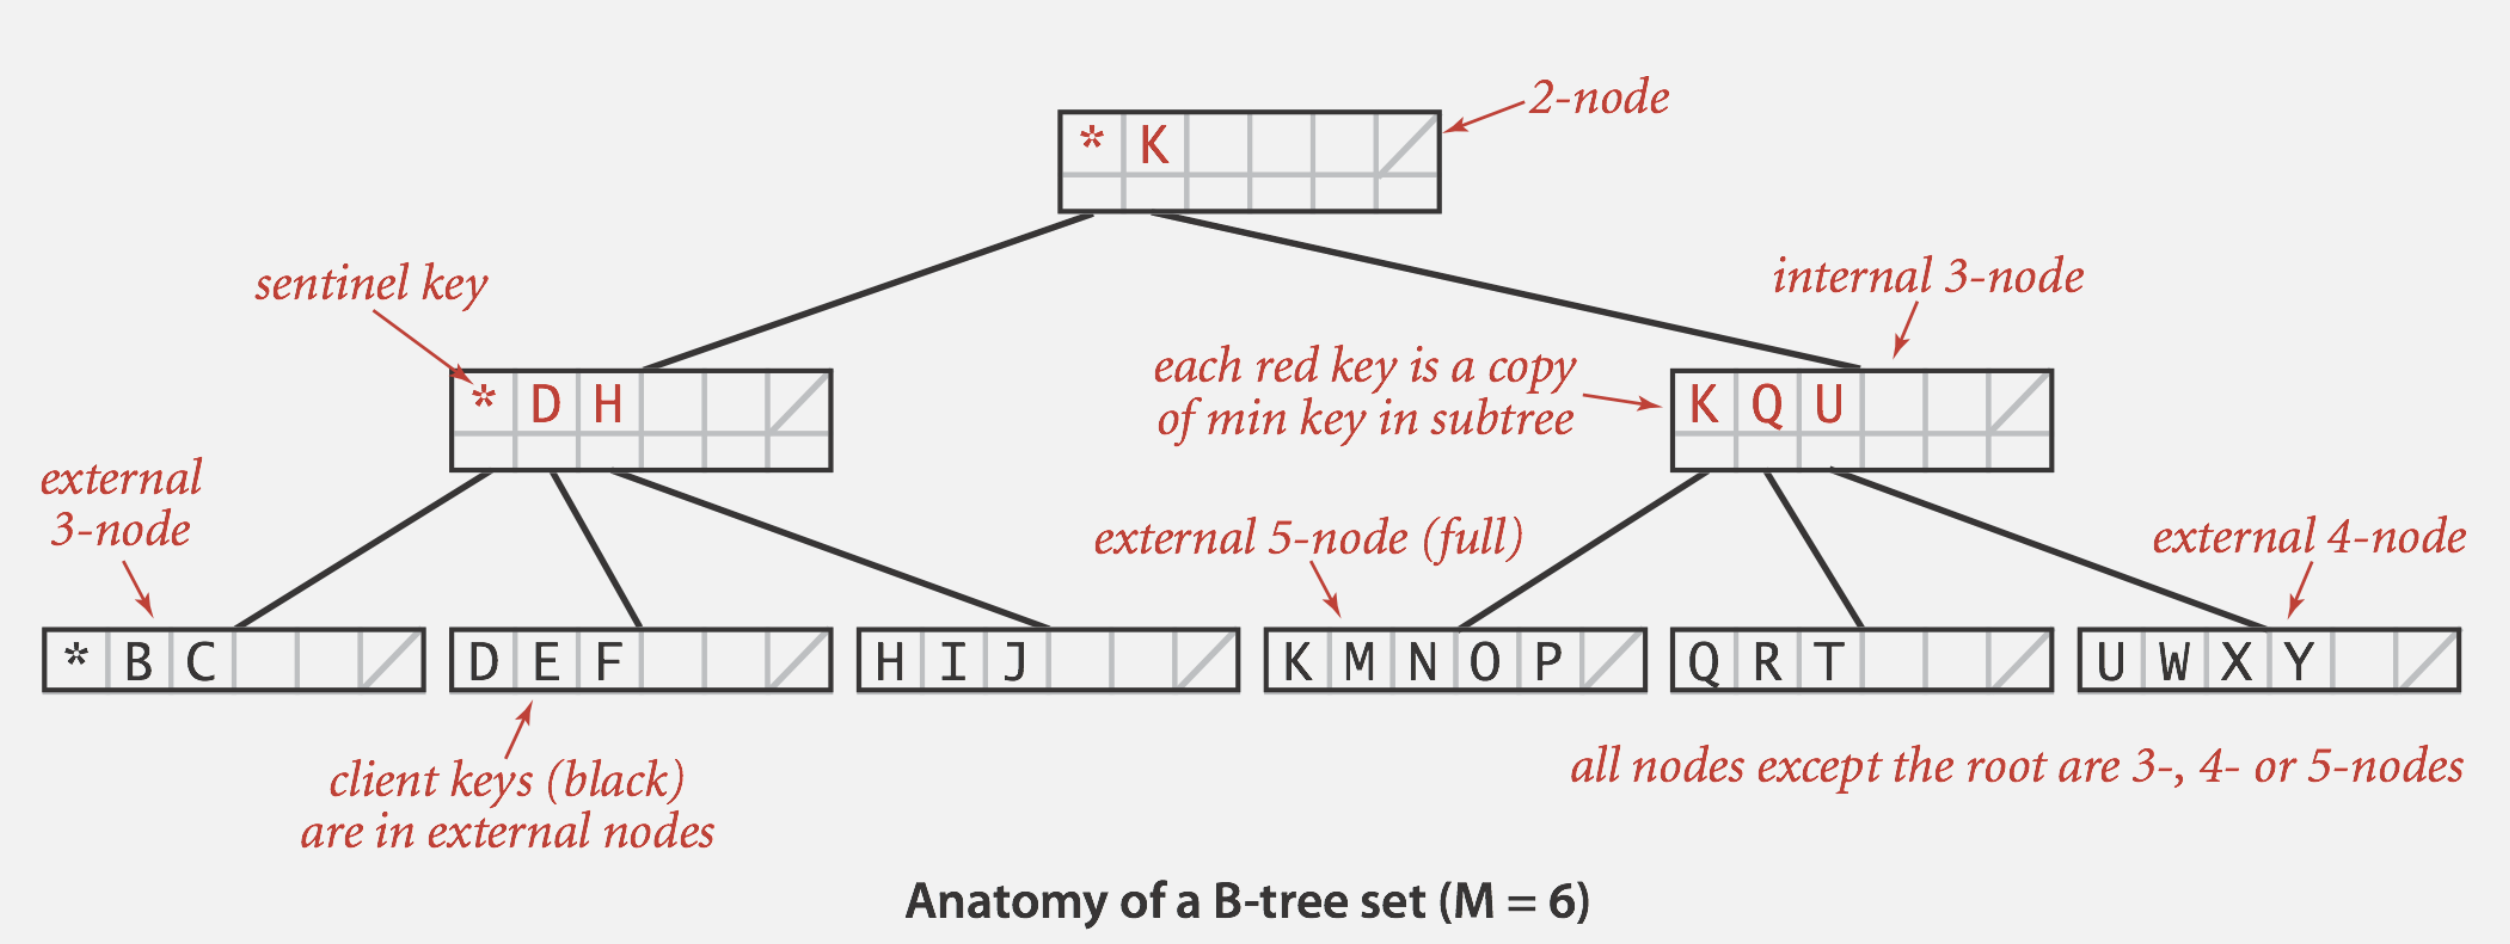 2-node
* K
sentinel key
internal 3-node
each red key is a copy
of min key in subtree
* D H
K Q U
external
3-node
external 5-node (full)
external 4-node
* B C
D E F
H I J
K M N O P
Q R T
U W X Y
client keys (black)
are in external nodes
all nodes except the root are 3-, 4- or 5-nodes
Anatomy of a B-tree set (M = 6)